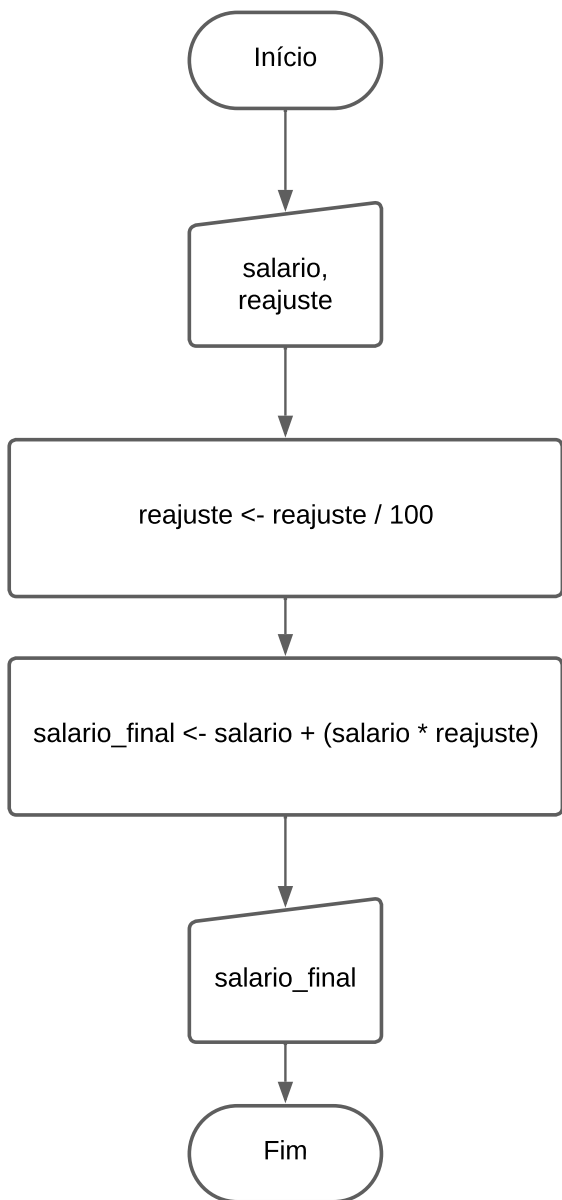 Início
salario,
reajuste
reajuste <- reajuste / 100
salario_final <- salario + (salario * reajuste)
salario_final
Fim